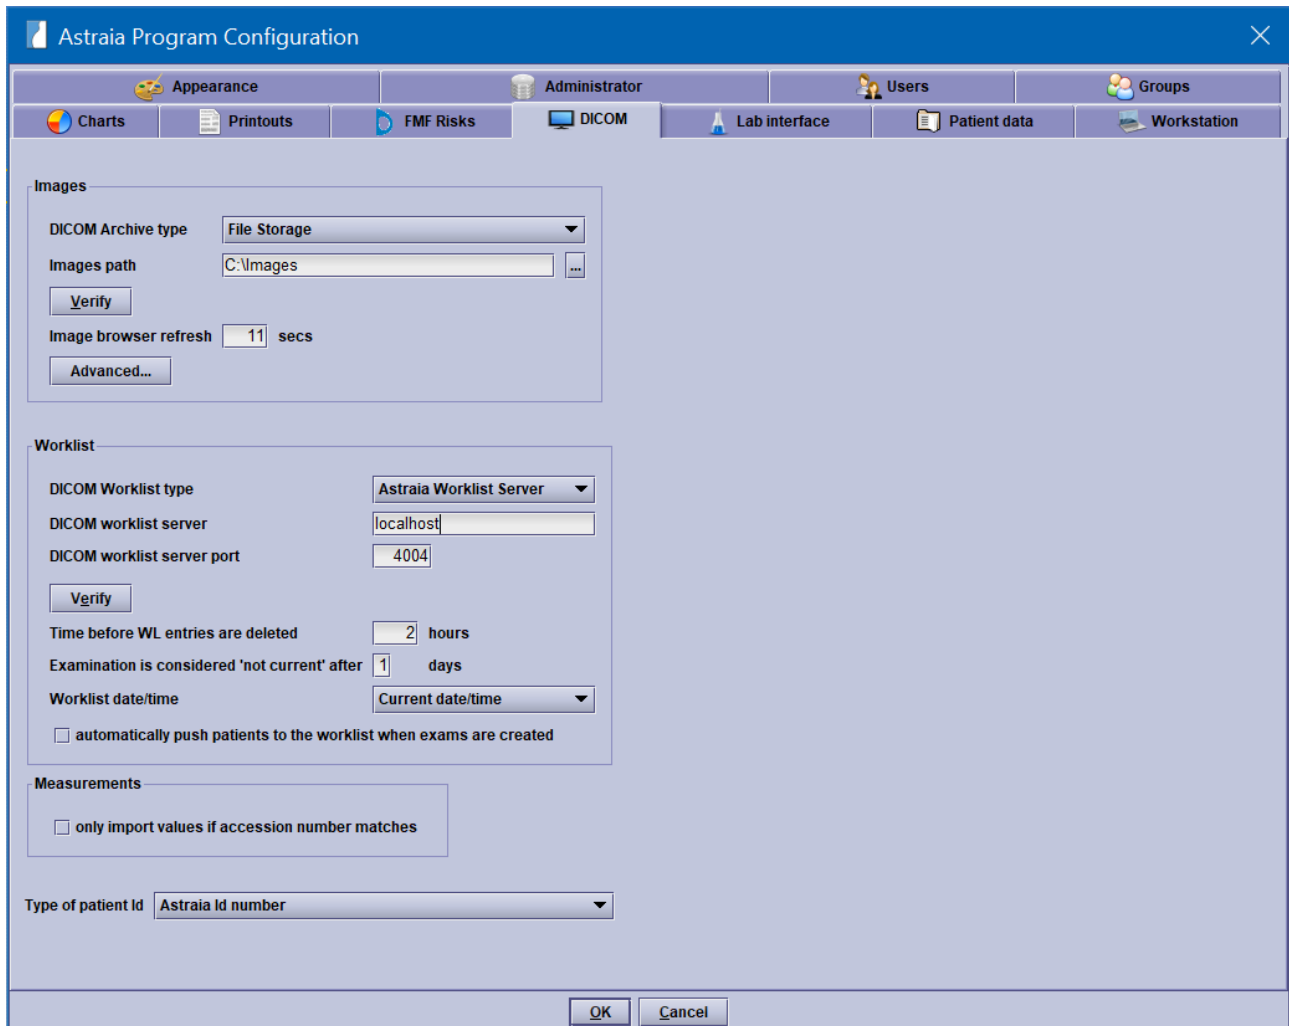 Astraia Program Configuration
Appearance Administrator Users Groups
Charts Printouts FMF Risks DICOM Lab interface Patient data Workstation
Images
DICOM Archive type File Storage
Images path C:\Images ...
Verify
Image browser refresh 11 secs
Advanced...
Worklist
DICOM Worklist type Astraia Worklist Server
DICOM worklist server localhost
DICOM worklist server port 4004
Verify
Time before WL entries are deleted 2 hours
Examination is considered 'not current' after 1 days
Worklist date/time Current date/time
automatically push patients to the worklist when exams are created
Measurements
only import values if accession number matches
Type of patient Id Astraia Id number
OK Cancel